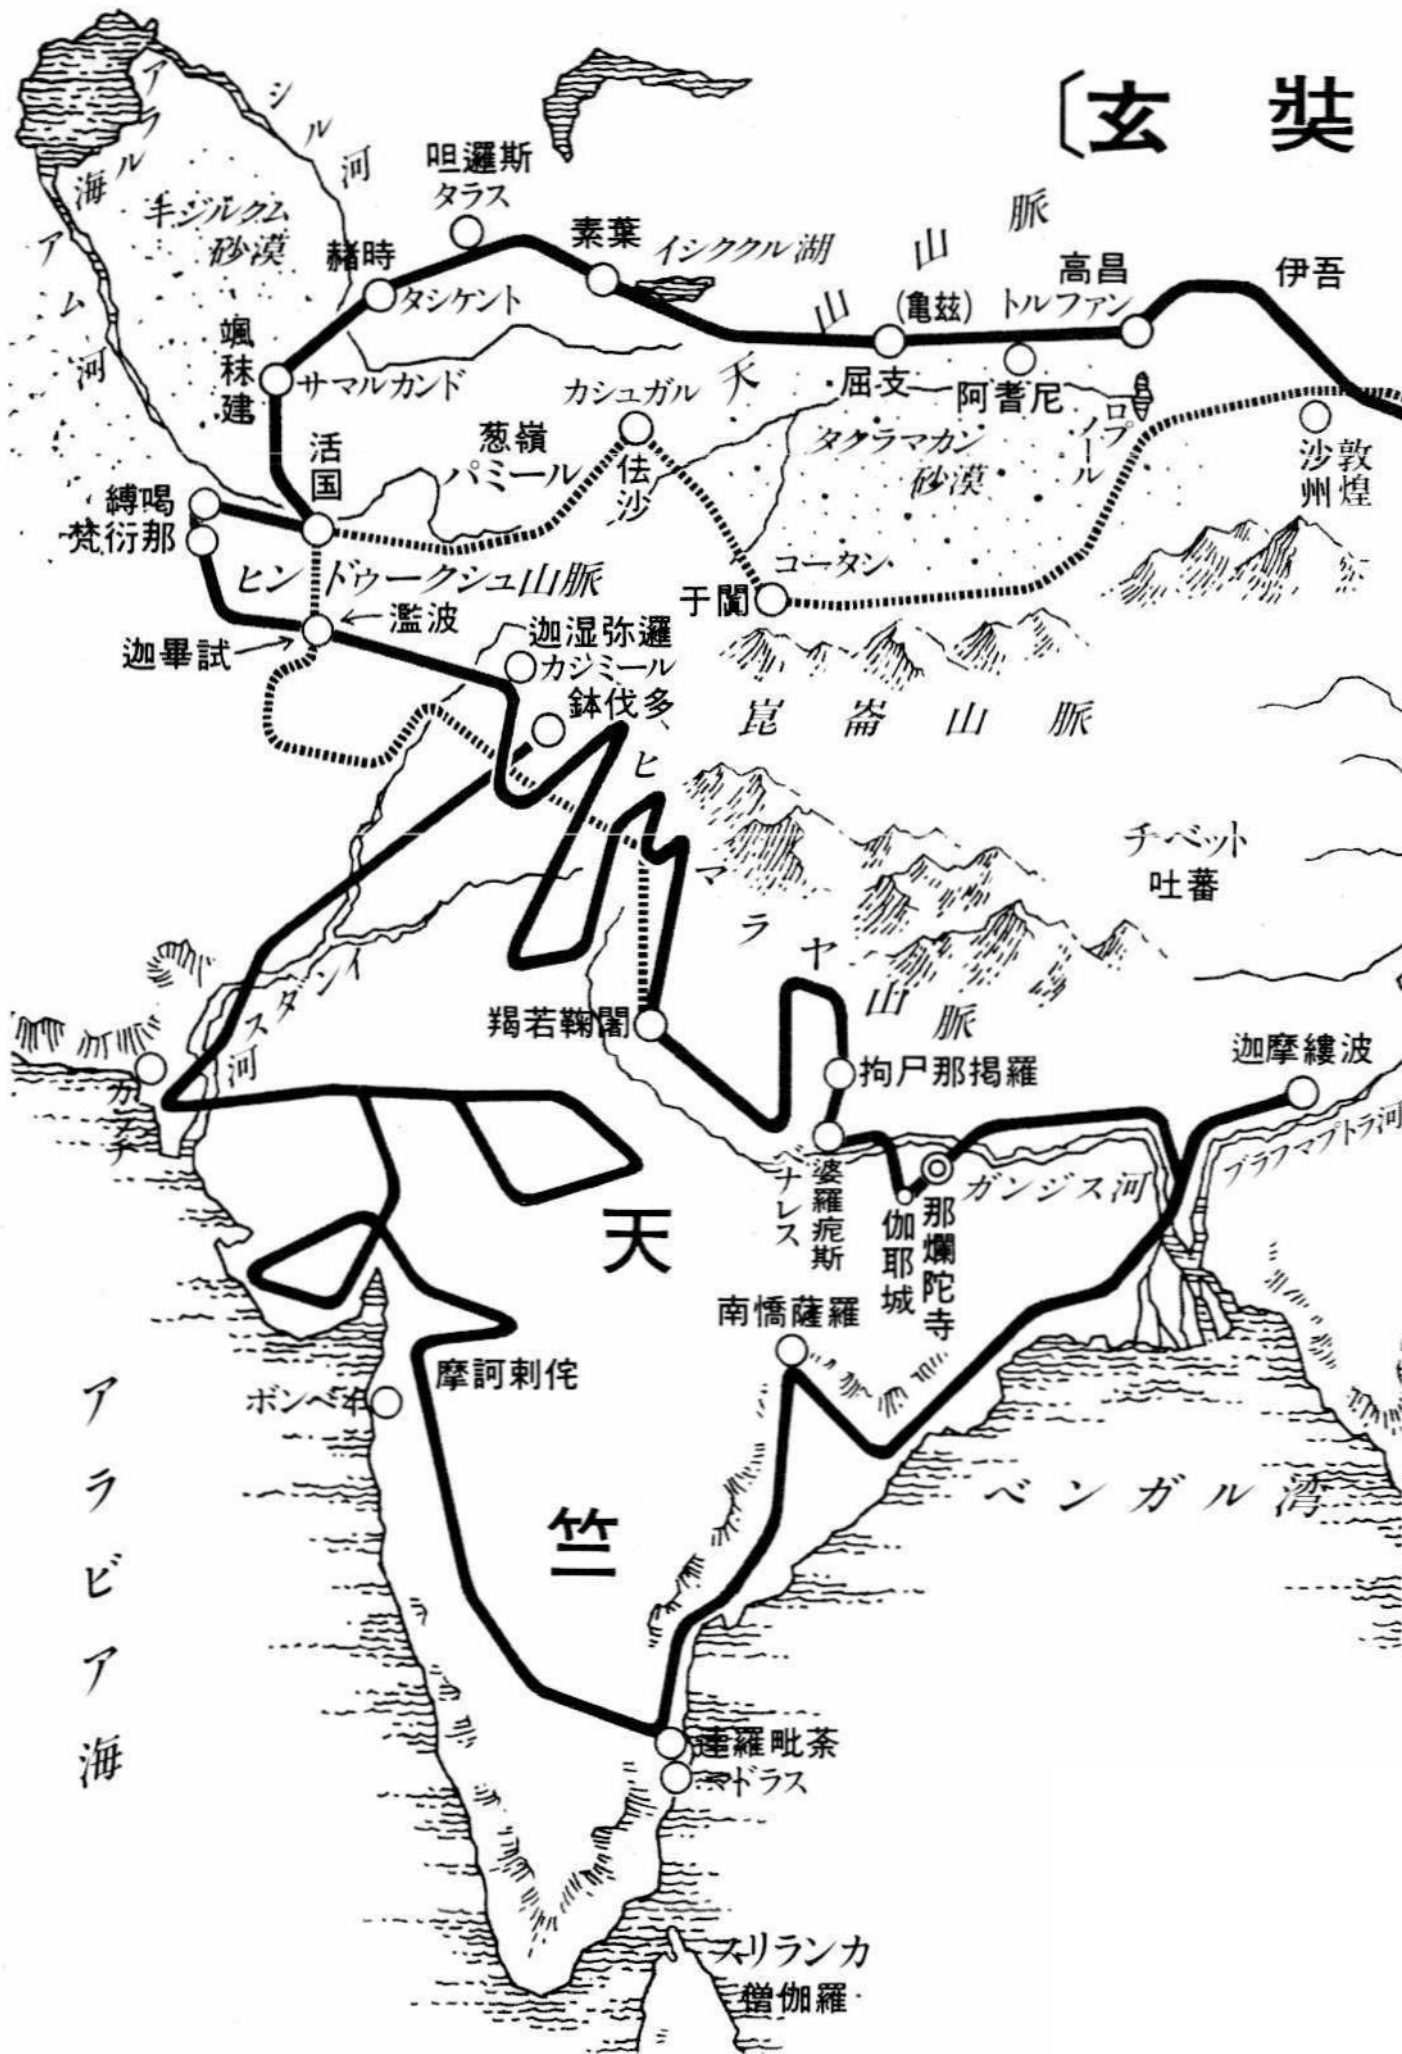 〔玄奘
アラル海
シル河
アム河
キジルクム
砂漠
呾邏斯
タラス
素葉
イシククル湖
赭時
タシケント
颯秣建
サマルカンド
天山山脈
高昌
トルファン
伊吾
(亀玆)
屈支
阿耆尼
ロプノール
カシュガル
佉沙
葱嶺
パミール
タクラマカン
砂漠
敦煌
沙州
活国
縛喝
梵衍那
ヒンドゥークシュ山脈
コータン
于闐
濫波
迦畢試
迦湿弥邏
カジミール
鉢伐多
崑崙山脈
ヒマラヤ山脈
チベット
吐蕃
インダス河
羯若鞠闍
拘尸那掲羅
迦摩縷波
カラチ
ベナレス
婆羅痆斯
伽耶城
那爛陀寺
ガンジス河
ブラフマプトラ河
天竺
南憍薩羅
摩訶剌侘
ボンベイ
アラビア海
ベンガル湾
達羅毗荼
マドラス
スリランカ
僧伽羅